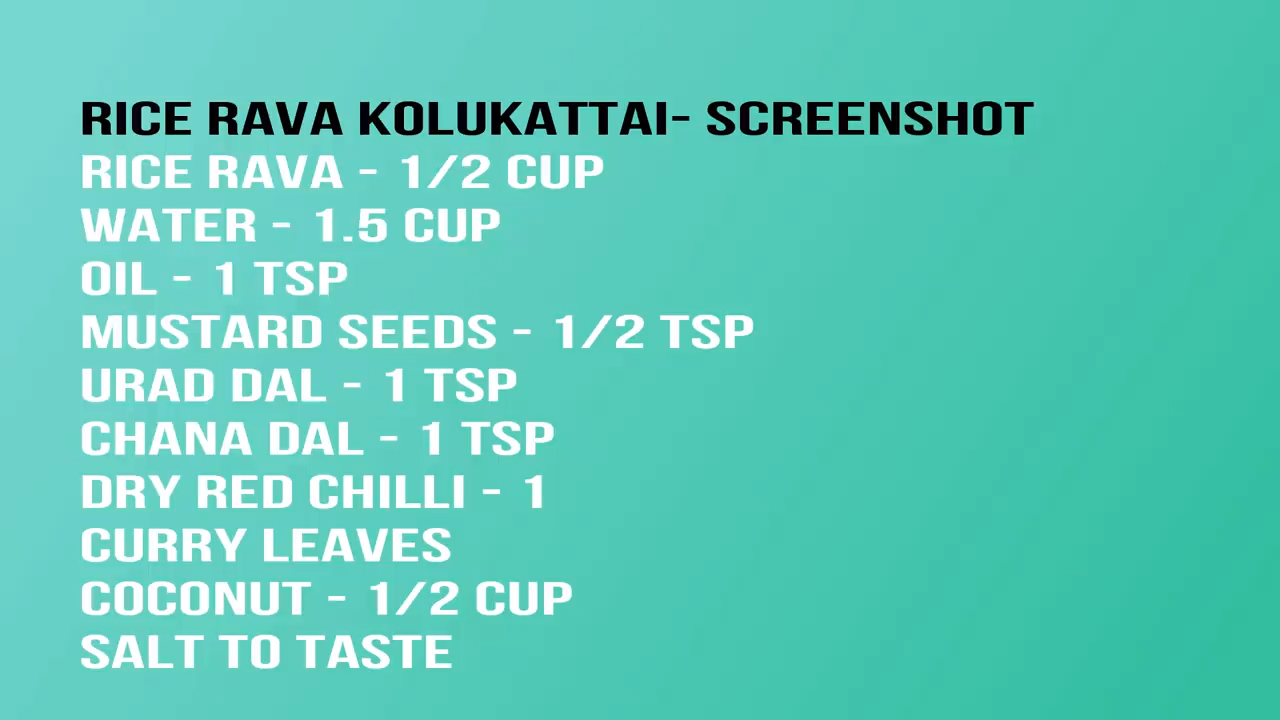 RICE RAVA KOLUKATTAI- SCREENSHOT
RICE RAVA - 1/2 CUP
WATER - 1.5 CUP
OIL - 1 TSP
MUSTARD SEEDS - 1/2 TSP
URAD DAL - 1 TSP
CHANA DAL - 1 TSP
DRY RED CHILLI - 1
CURRY LEAVES
COCONUT - 1/2 CUP
SALT TO TASTE